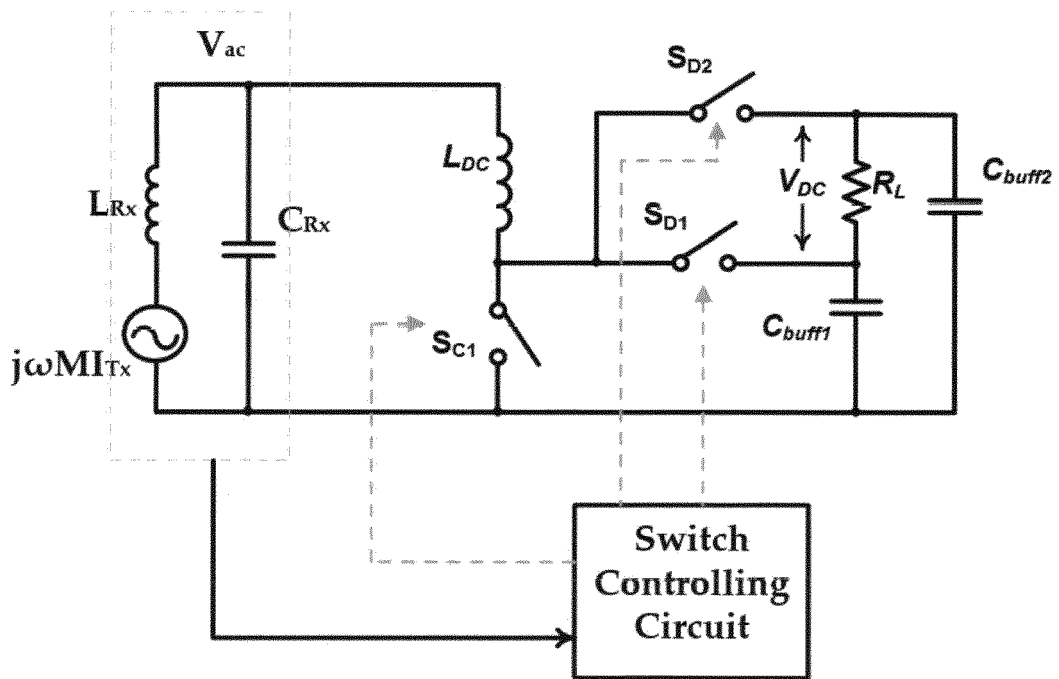 Vac
SD2
LDC
LRx
CRx
VDC
RL
Cbuff2
SD1
SC1
Cbuff1
jωMITx
Switch
Controlling
Circuit